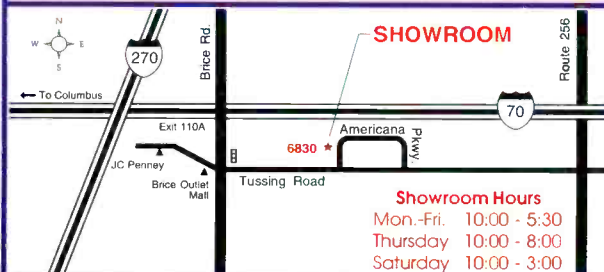 N
W E
S
270
Brice Rd.
SHOWROOM
Route 256
To Columbus
70
Exit 110A
Americana Pkwy.
6830
JC Penney
Brice Outlet
Mall
Tussing Road
Showroom Hours
Mon.-Fri. 10:00 - 5:30
Thursday 10:00 - 8:00
Saturday 10:00 - 3:00